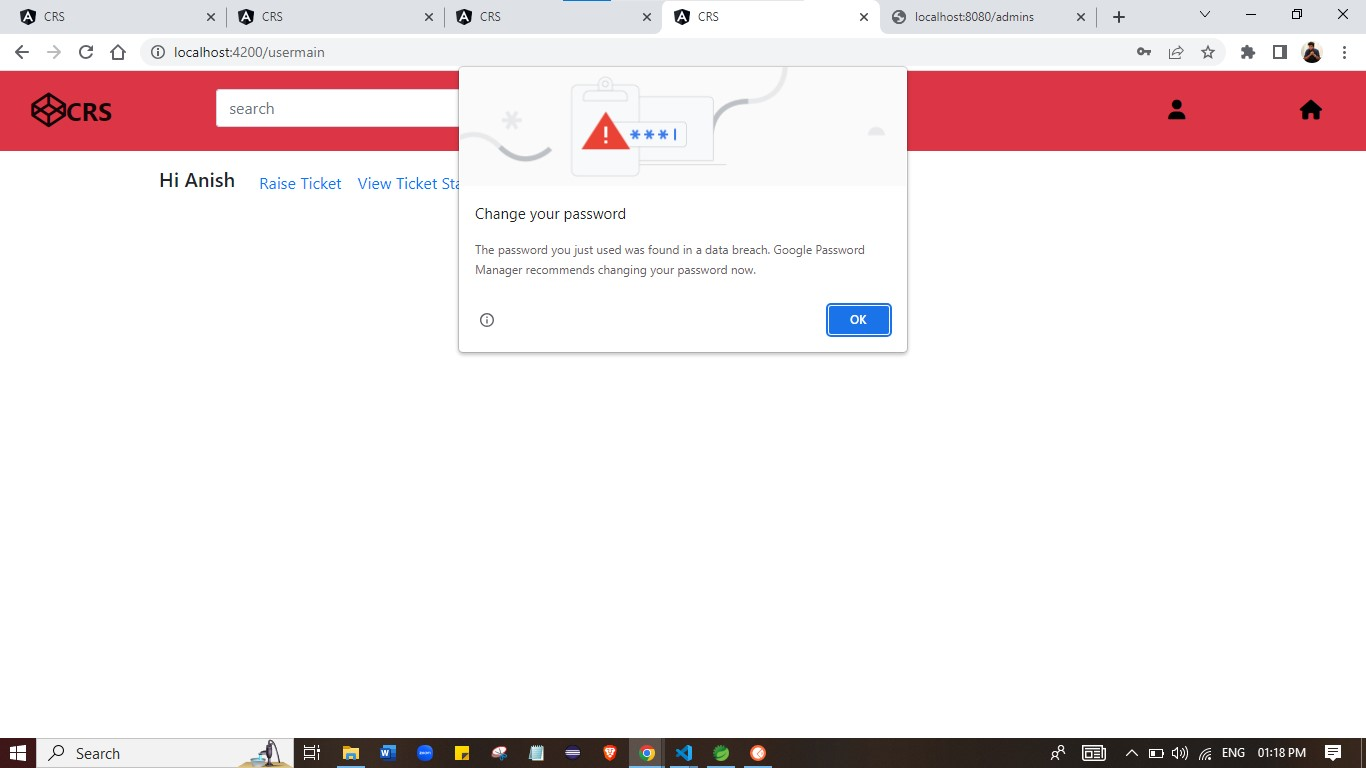 CRS
CRS
CRS
CRS
localhost:8080/admins
localhost:4200/usermain
CRS
search
***
Hi Anish
Raise Ticket
View Ticket Sta
Change your password
The password you just used was found in a data breach. Google Password
Manager recommends changing your password now.
OK
Search
ENG
01:18 PM